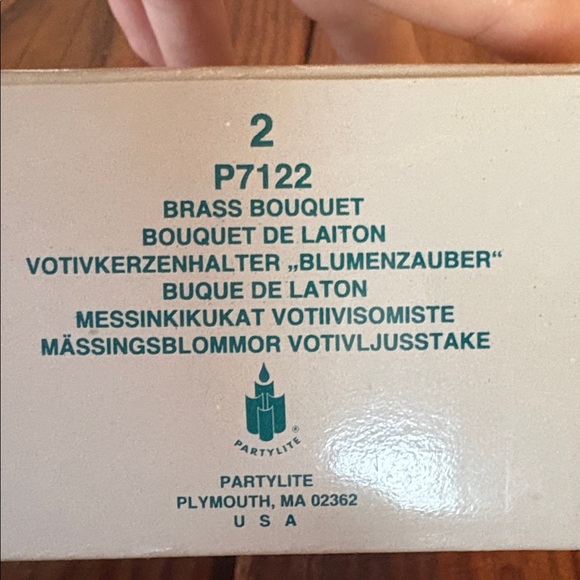 2
P7122
BRASS BOUQUET
BOUQUET DE LAITON
VOTIVKERZENHALTER „BLUMENZAUBER“
BUQUE DE LATON
MESSINKIKUKAT VOTIIVISOMISTE
MÄSSINGSBLOMMOR VOTIVLJUSSTAKE
PARTYLITE®
PARTYLITE
PLYMOUTH, MA 02362
U S A